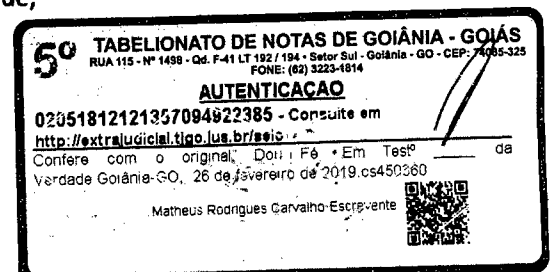 de,
5º TABELIONATO DE NOTAS DE GOIÂNIA - GOIÁS
RUA 115 - Nº 1498 - Qd. F-41 LT 192 / 194 • Setor Sul - Goiânia - GO - CEP: 74085-325
FONE: (62) 3223-1814
AUTENTICAÇAO
02051812121357094922385 - Consulte em
http://extrajudicial.tjgo.jus.br/selo
Confere com o original, Dou Fé • Em Testº ______ da
Verdade Goiânia-GO, 26 de fevereiro de 2019.cs450360
Matheus Rodrigues Carvalho-Escrevente